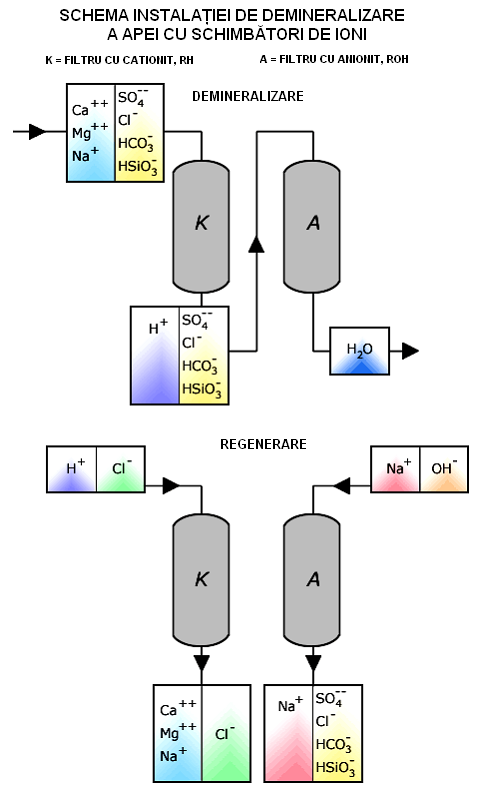 SCHEMA INSTALAȚIEI DE DEMINERALIZARE
A APEI CU SCHIMBĂTORI DE IONI
K = FILTRU CU CATIONIT, RH
A = FILTRU CU ANIONIT, ROH
DEMINERALIZARE
Ca++
Mg++
Na+
SO4--
Cl-
HCO3-
HSiO3-
K
A
H+
SO4--
Cl-
HCO3-
HSiO3-
H2O
REGENERARE
H+
Cl-
Na+
OH-
K
A
Ca++
Mg++
Na+
Cl-
Na+
SO4--
Cl-
HCO3-
HSiO3-